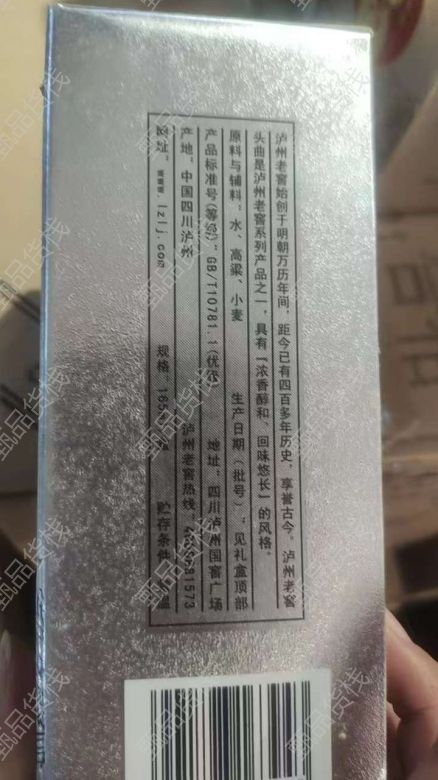 泸州老窖始创于明朝万历年间，距今已有四百多年历史，享誉古今。泸州老窖
头曲是泸州老窖系列产品之一，具有“浓香醇和、回味悠长”的风格。
原料与辅料：水、高粱、小麦 生产日期（批号）：见礼盒顶部
产品标准号(等级)：GB/T10781.1(优级) 地址：四川泸州国窖广场
产地：中国四川泸州 泸州老窖热线：
网址：www.lzlj.com 规格：165 贮存条件：
甄品货栈